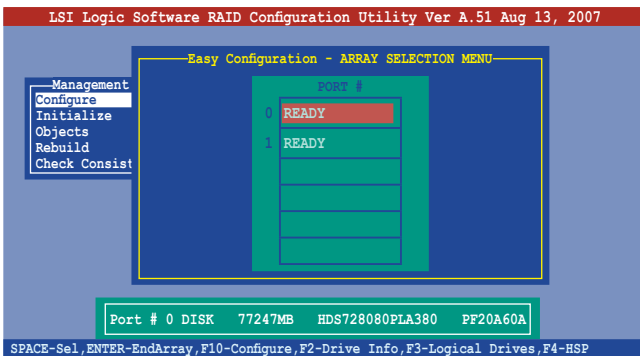 LSI Logic Software RAID Configuration Utility Ver A.51 Aug 13, 2007
Easy Configuration - ARRAY SELECTION MENU
Management
Configure
Initialize
Objects
Rebuild
Check Consist
PORT #
0 READY
1 READY
Port # 0 DISK 77247MB HDS728080PLA380 PF20A60A
SPACE-Sel,ENTER-EndArray,F10-Configure,F2-Drive Info,F3-Logical Drives,F4-HSP